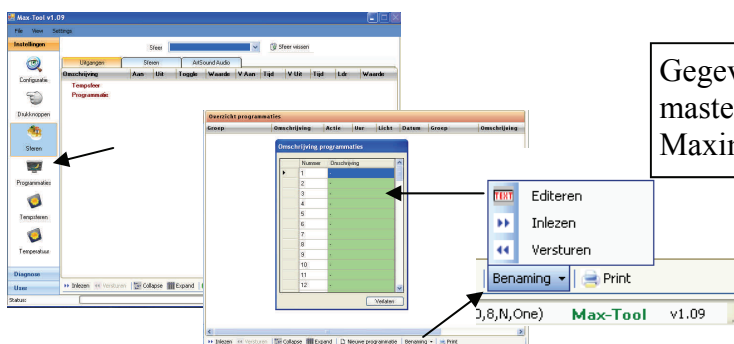 Max-Tool v1.09
File View Settings
Instellingen
Configuratie
Drukknoppen
Sferen
Programmaties
Tempsferen
Temperatuur
Diagnose
User
Status:
Sfeer
Sfeer wissen
Uitgangen Sferen ArtSound Audio
Omschrijving Aan Uit Toggle Waarde V Aan Tijd V Uit Tijd Ldr Waarde
Tempsfeer
Programmatie
Inlezen Versturen Collapse Expand
Overzicht programmaties
Groep Omschrijving Actie Uur Licht Datum Groep Omschrijving
Omschrijving programmaties
Nummer Omschrijving
1 -
2 -
3 -
4 -
5 -
6 -
7 -
8 -
9 -
10 -
11 -
12 -
Verlaten
Inlezen Versturen Collapse Expand Nieuwe programmatie Benaming Print
Gegev
maste
Maxin
TEXT Editeren
Inlezen
Versturen
Benaming Print
0,8,N,One) Max-Tool v1.09